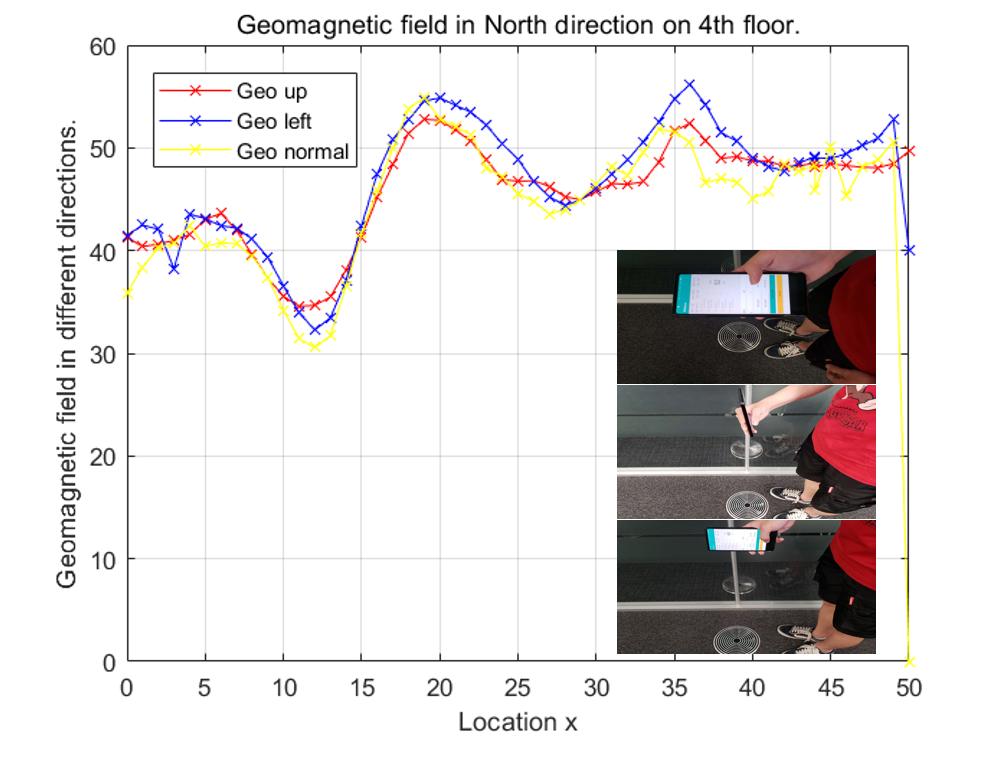 Geomagnetic field in North direction on 4th floor.
Geomagnetic field in different directions.
60
50
40
30
20
10
0
Geo up
Geo left
Geo normal
0 5 10 15 20 25 30 35 40 45 50
Location x